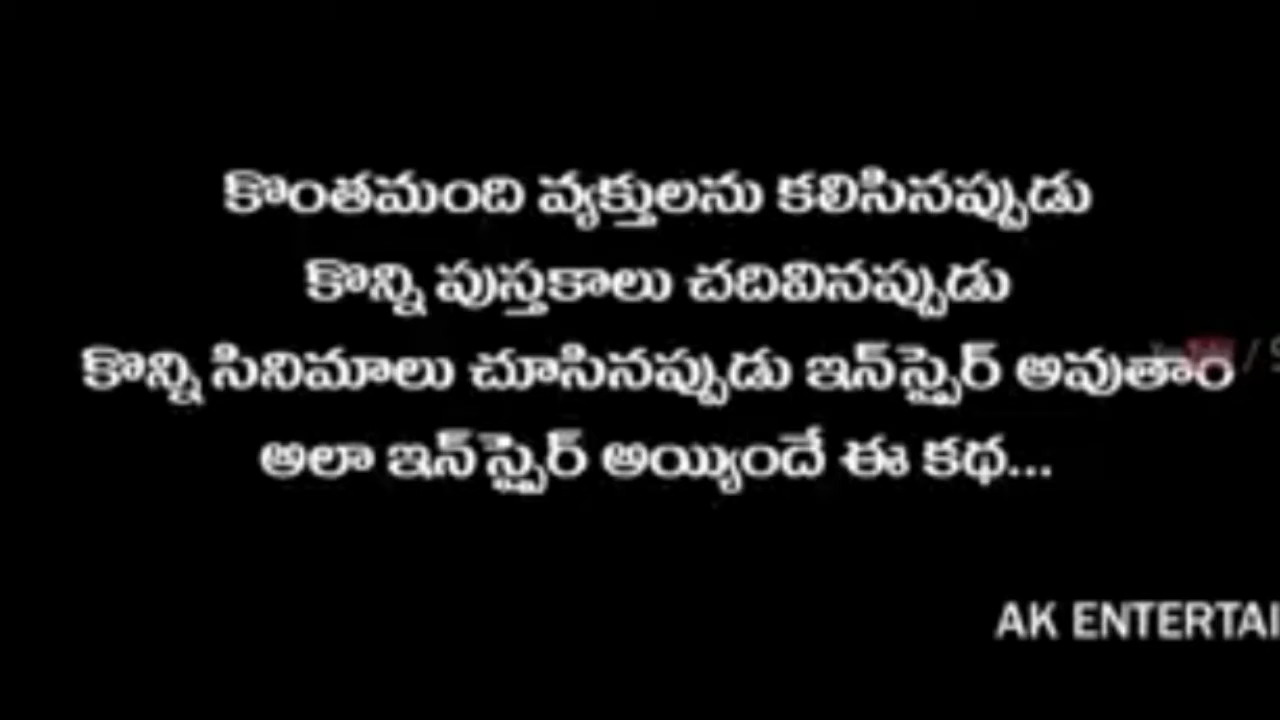 కొంతమంది వ్యక్తులను కలిసినప్పుడు
కొన్ని పుస్తకాలు చదివినప్పుడు
కొన్ని సినిమాలు చూసినప్పుడు ఇన్‌స్పైర్ అవుతాం
అలా ఇన్‌స్పైర్ అయ్యిందే ఈ కథ...
AK ENTERTAI